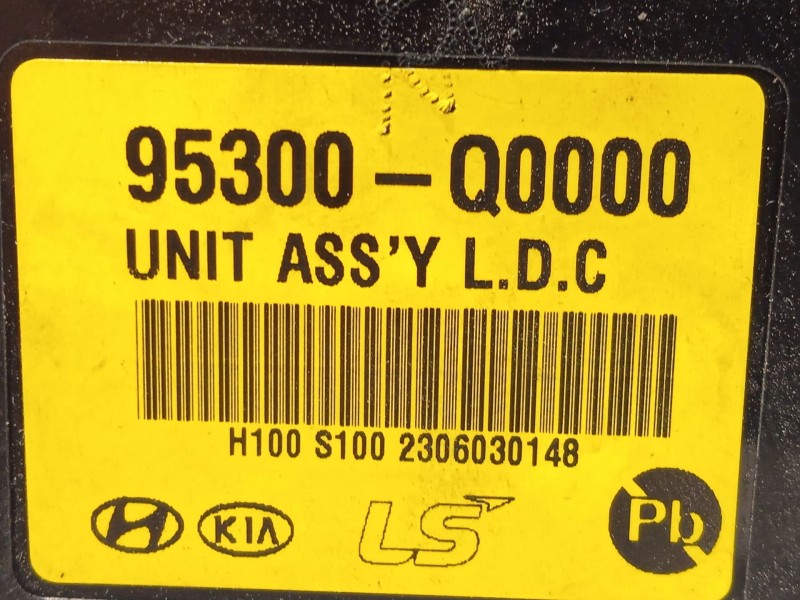 95300-Q0000
UNIT ASS'Y L.D.C
H100 S100 2306030148
KIA LS Pb